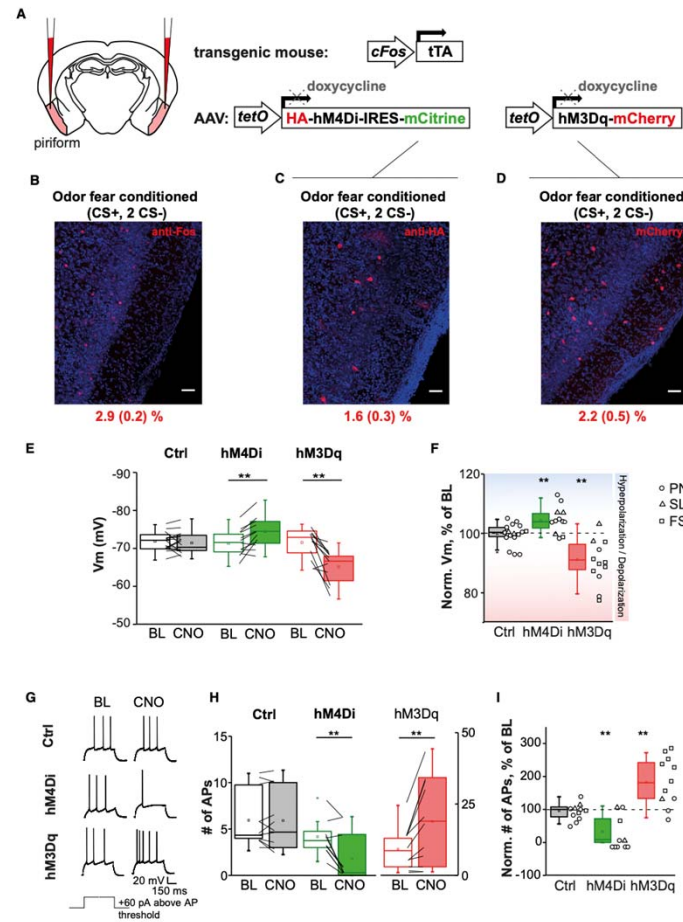 A
transgenic mouse:
cFos
tTA
doxycycline
doxycycline
AAV:
tetO
HA-hM4Di-IRES-mCitrine
tetO
hM3Dq-mCherry
piriform
B
C
D
Odor fear conditioned
(CS+, 2 CS-)
Odor fear conditioned
(CS+, 2 CS-)
Odor fear conditioned
(CS+, 2 CS-)
anti-Fos
anti-HA
mCherry
2.9 (0.2) %
1.6 (0.3) %
2.2 (0.5) %
E
Ctrl
hM4Di
hM3Dq
**
**
-90
-80
-70
-60
-50
Vm (mV)
BL CNO
BL CNO
BL CNO
F
Norm. Vm, % of BL
120
100
80
70
**
**
Hyperpolarization / Depolarization
PN
SL
FS
Ctrl hM4Di hM3Dq
G
BL
CNO
Ctrl
hM4Di
hM3Dq
20 mV
150 ms
+60 pA above AP
threshold
H
Ctrl
hM4Di
hM3Dq
**
**
# of APs
15
10
5
0
50
25
0
BL CNO
BL CNO
BL CNO
I
Norm. # of APs, % of BL
400
300
200
100
0
-100
**
**
Ctrl
hM4Di
hM3Dq